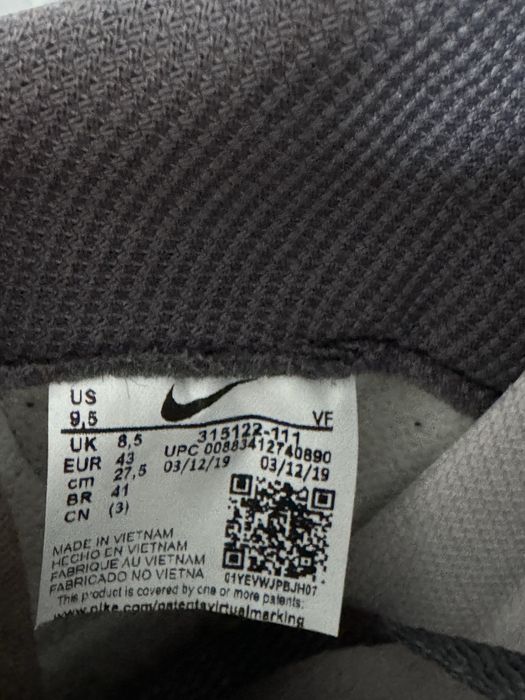 US
9,5
VF
315122-111
UK 8,5
UPC 00883412740890
EUR 43
03/12/19 03/12/19
cm 27,5
BR 41
CN (3)
MADE IN VIETNAM
HECHO EN VIETNAM
FABRIQUE AU VIETNAM
FABRICADO NO VIETNA
01YEYWJPBJH07
This product is covered by one or more patents:
www.nike.com/patentsvirtualmarking